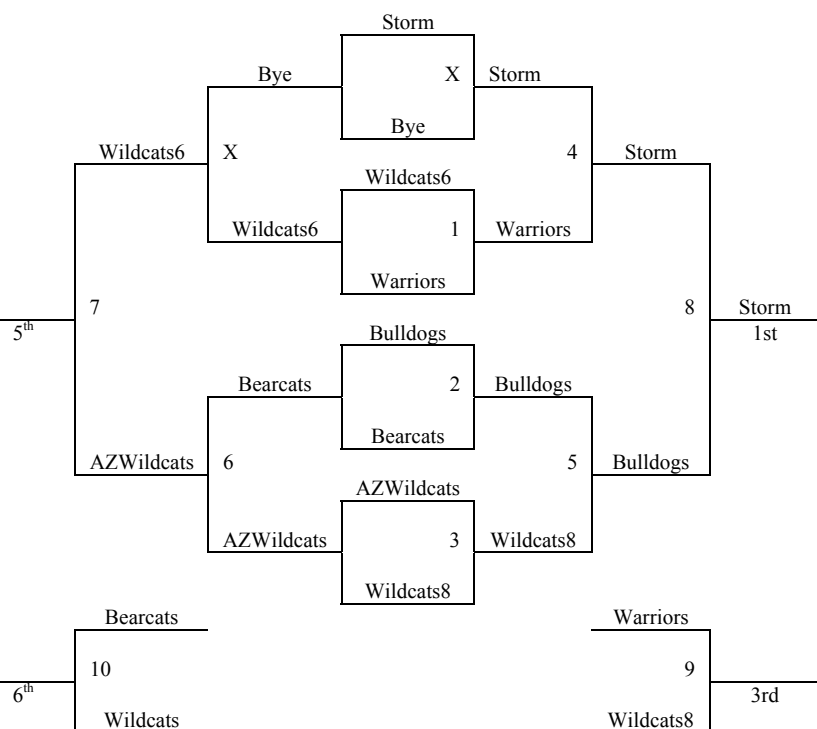 Storm
Bye X Storm
Bye
Wildcats6 X 4 Storm
Wildcats6
Wildcats6 1 Warriors
Warriors
7 8 Storm
5th 1st
Bulldogs
Bearcats 2 Bulldogs
Bearcats
AZWildcats 6 5 Bulldogs
AZWildcats
AZWildcats 3 Wildcats8
Wildcats8
Bearcats Warriors
10 9
6th 3rd
Wildcats Wildcats8